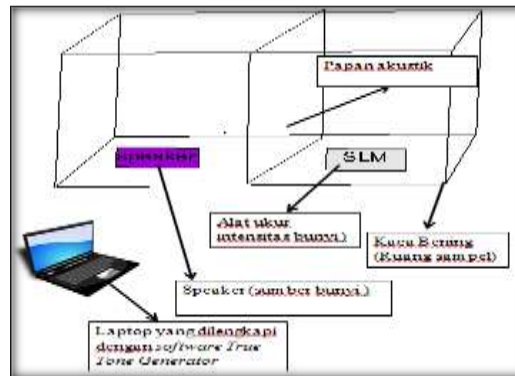 Papan akustik
Speaker
SLM
Alat ukur
intensitas bunyi)
Kaca Bening
(Ruang sampel)
Speaker (sumber bunyi)
Laptop yang dilengkapi
dengan software True
Tone Generator